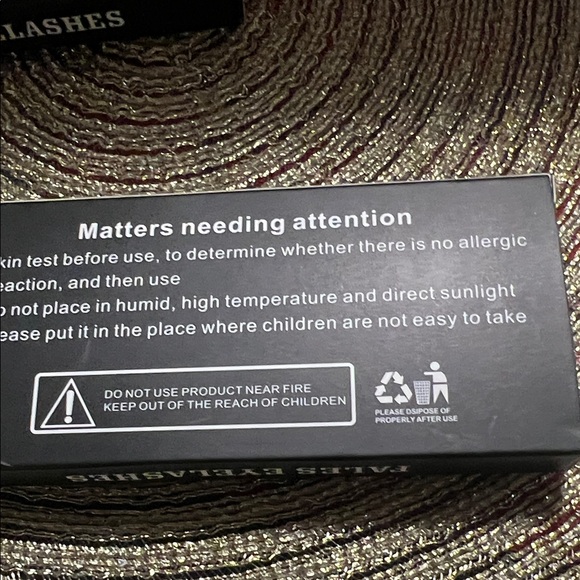 LASHES
Matters needing attention
kin test before use, to determine whether there is no allergic
eaction, and then use
o not place in humid, high temperature and direct sunlight
ease put it in the place where children are not easy to take
DO NOT USE PRODUCT NEAR FIRE
KEEP OUT OF THE REACH OF CHILDREN
PLEASE DSIPOSE OF
PROPERLY AFTER USE
FALES EYELASHES